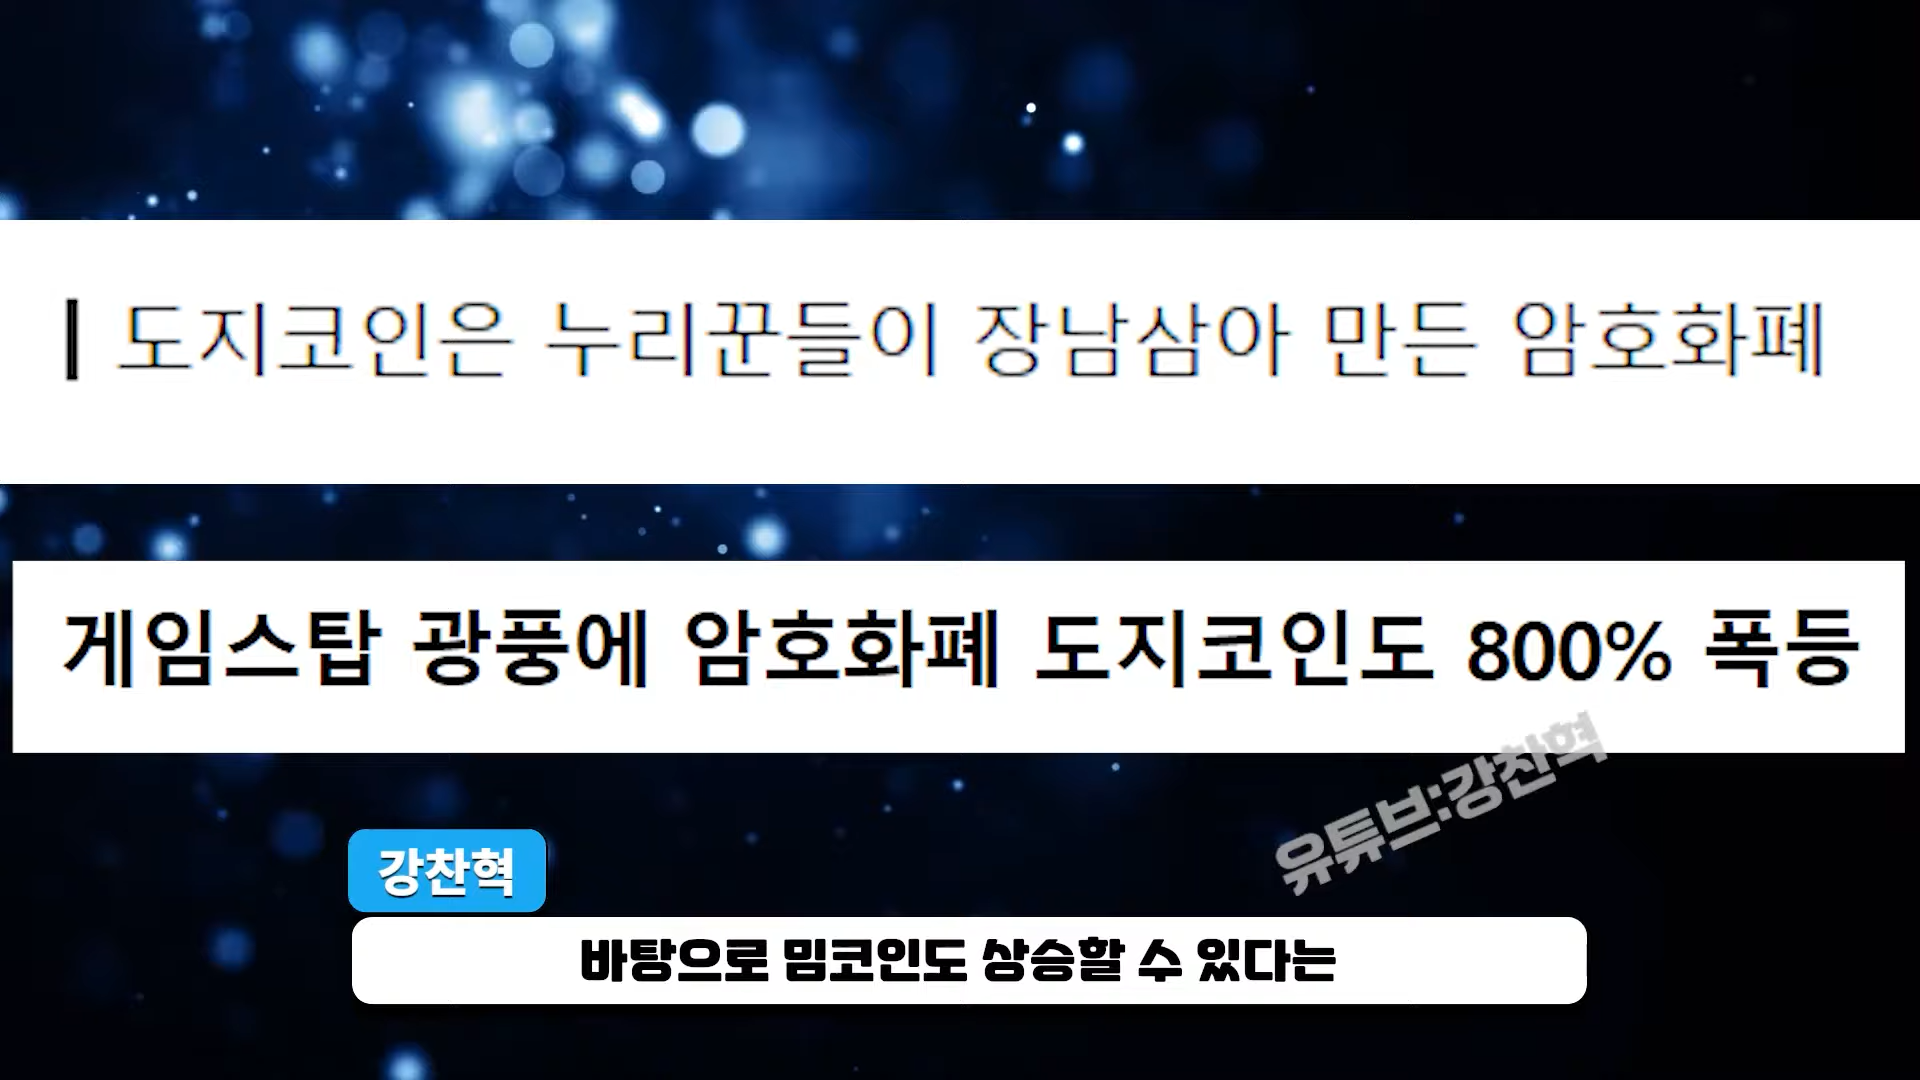 도지코인은 누리꾼들이 장남삼아 만든 암호화폐
게임스탑 광풍에 암호화폐 도지코인도 800% 폭등
유튜브:강찬혁
강찬혁
바탕으로 밈코인도 상승할 수 있다는